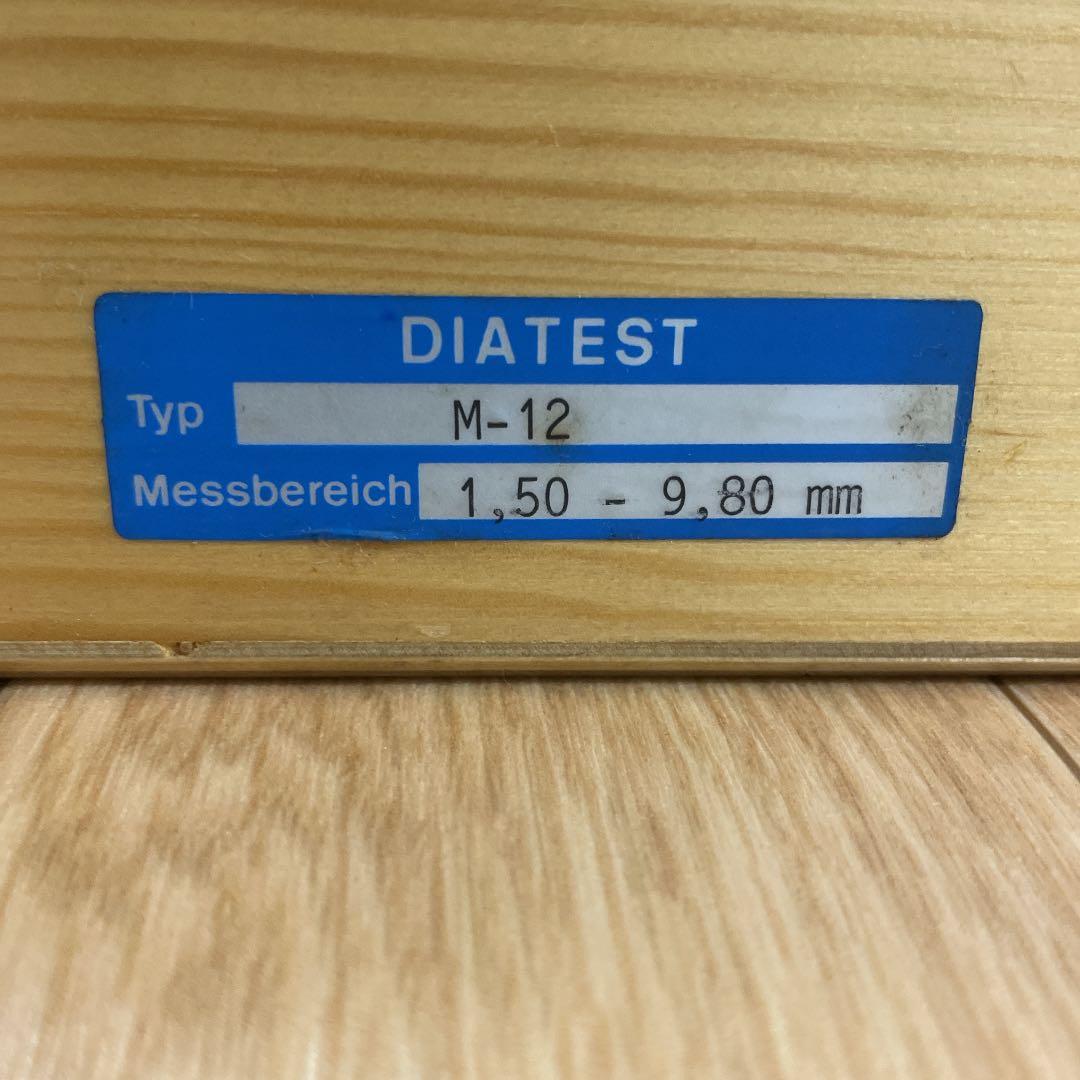 DIATEST
Typ M-12
Messbereich 1,50 - 9,80 mm